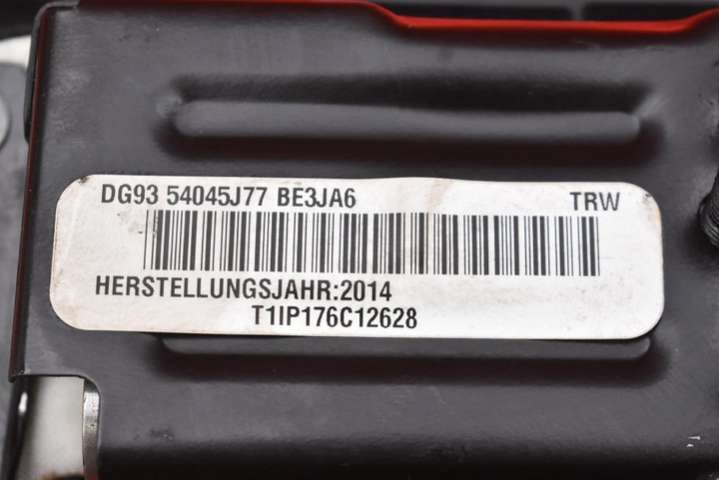 DG93 54045J77 BE3JA6 TRW
HERSTELLUNGSJAHR:2014
T1IP176C12628